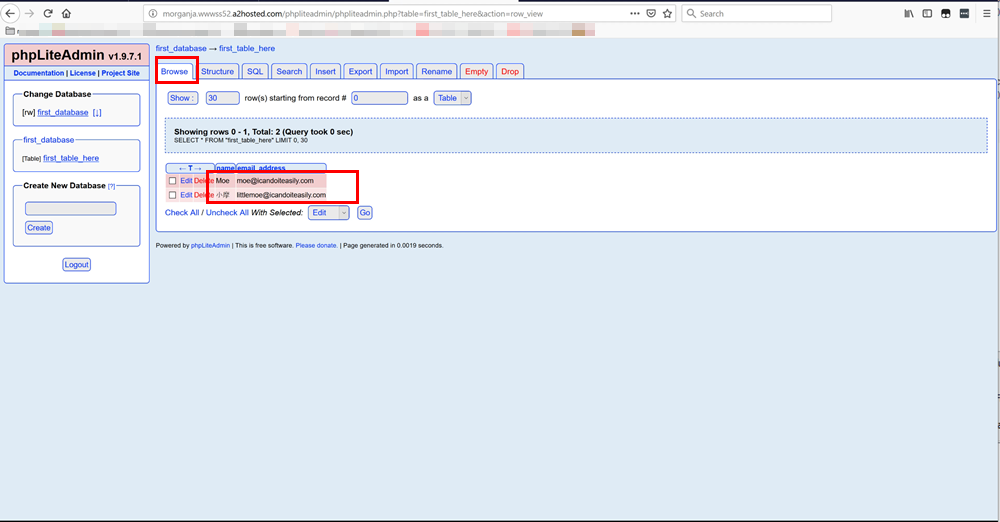 morganja.wwwss52.a2hosted.com/phpliteadmin/phpliteadmin.php?table=first_table_here&action=row_view
Search
phpLiteAdmin v1.9.7.1
Documentation | License | Project Site
Change Database
[rw] first_database [↓]
first_database
[Table] first_table_here
Create New Database [?]
Create
Logout
first_database → first_table_here
Browse Structure SQL Search Insert Export Import Rename Empty Drop
Show : 30 row(s) starting from record # 0 as a Table
Showing rows 0 - 1, Total: 2 (Query took 0 sec)
SELECT * FROM "first_table_here" LIMIT 0, 30
← T → name email_address
Edit Delete Moe moe@icandoiteasily.com
Edit Delete 小摩 littlemoe@icandoiteasily.com
Check All / Uncheck All With Selected: Edit Go
Powered by phpLiteAdmin | This is free software. Please donate. | Page generated in 0.0019 seconds.